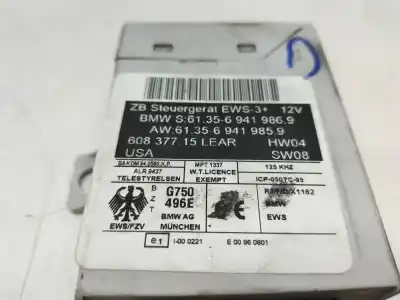 ZB Steuergerät EWS-3+ 12V
BMW S:61.35-6 941 986.9
AW:61.35-6 941 985.9
608 377 15 LEAR HW04
USA SW08
BAKOM 94.0580.K.P. MPT 1337 125 KHZ
ALR 9437 W.T.LICENCE
TELESTYRELSEN EXEMPT ICP-050TC-95
B Z T G750 496E
BMW AG
MÜNCHEN
BMW
EWS
EWS/FZV
e1 I-00 0221 E 00 96 0801